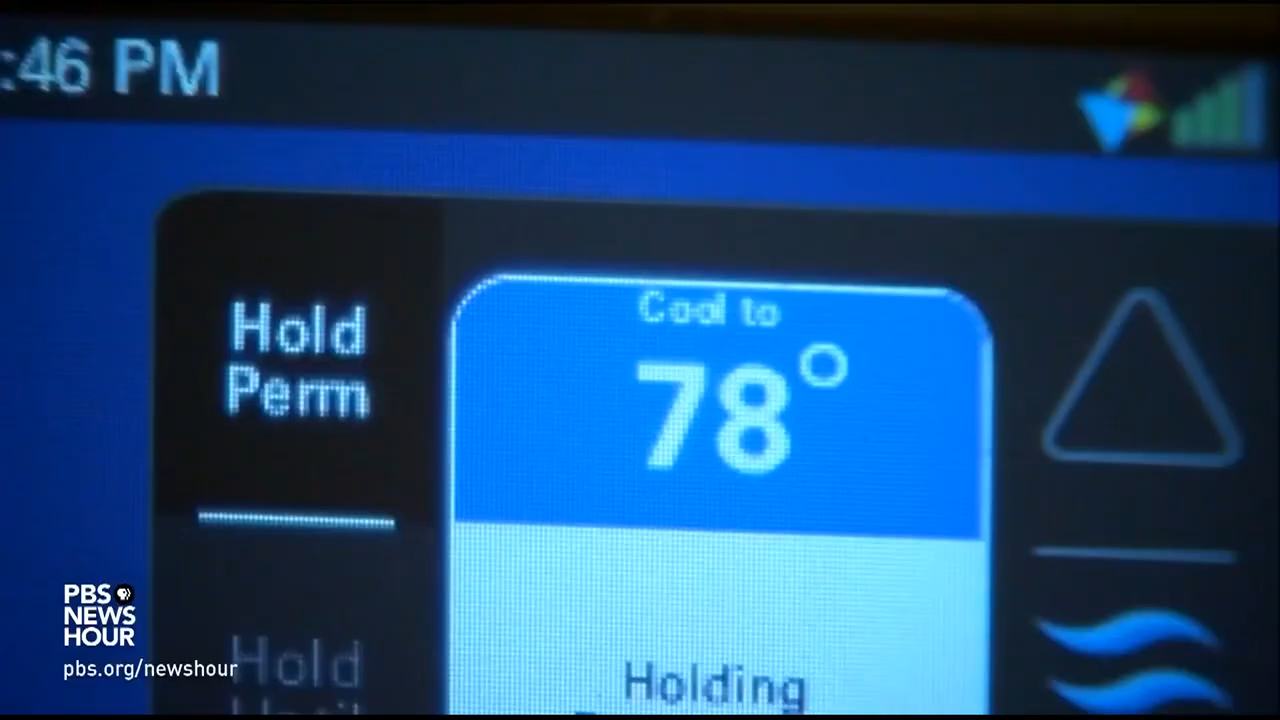 :46 PM
Hold
Perm
Cool to
78°
Hold
Holding
PBS
NEWS
HOUR
pbs.org/newshour